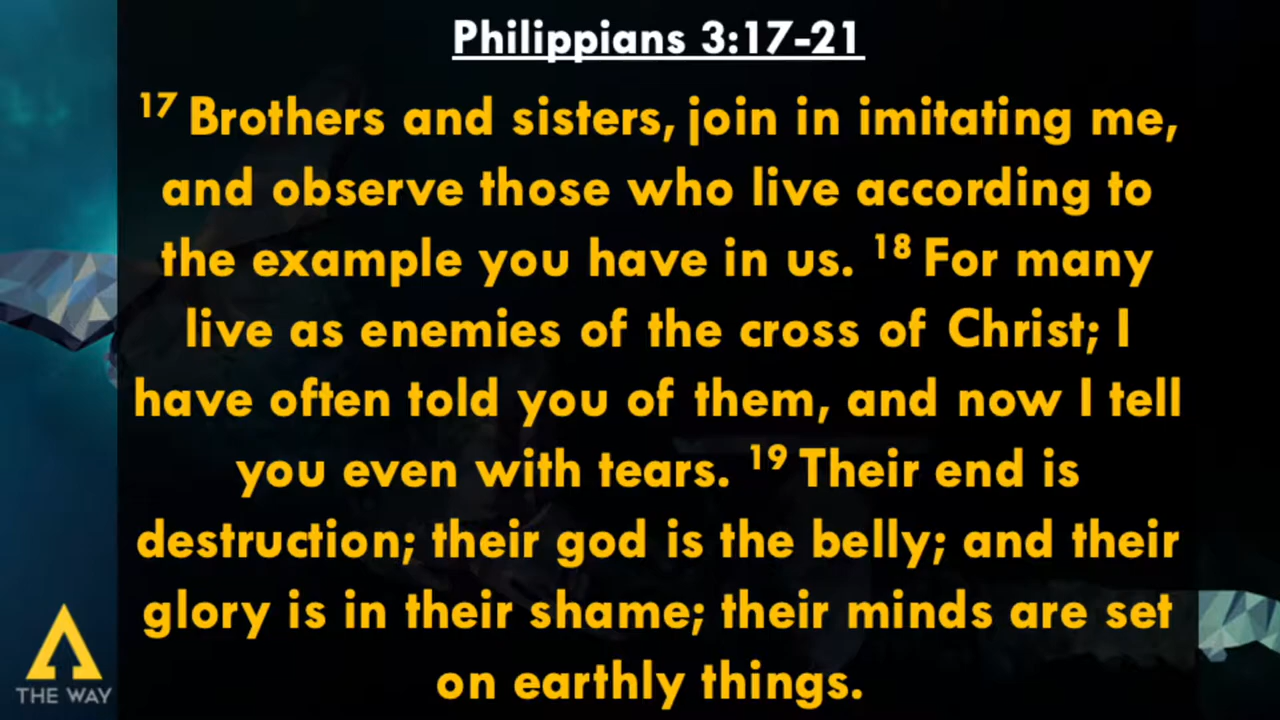 Philippians 3:17-21
17 Brothers and sisters, join in imitating me,
and observe those who live according to
the example you have in us. 18 For many
live as enemies of the cross of Christ; I
have often told you of them, and now I tell
you even with tears. 19 Their end is
destruction; their god is the belly; and their
glory is in their shame; their minds are set
on earthly things.
THE WAY